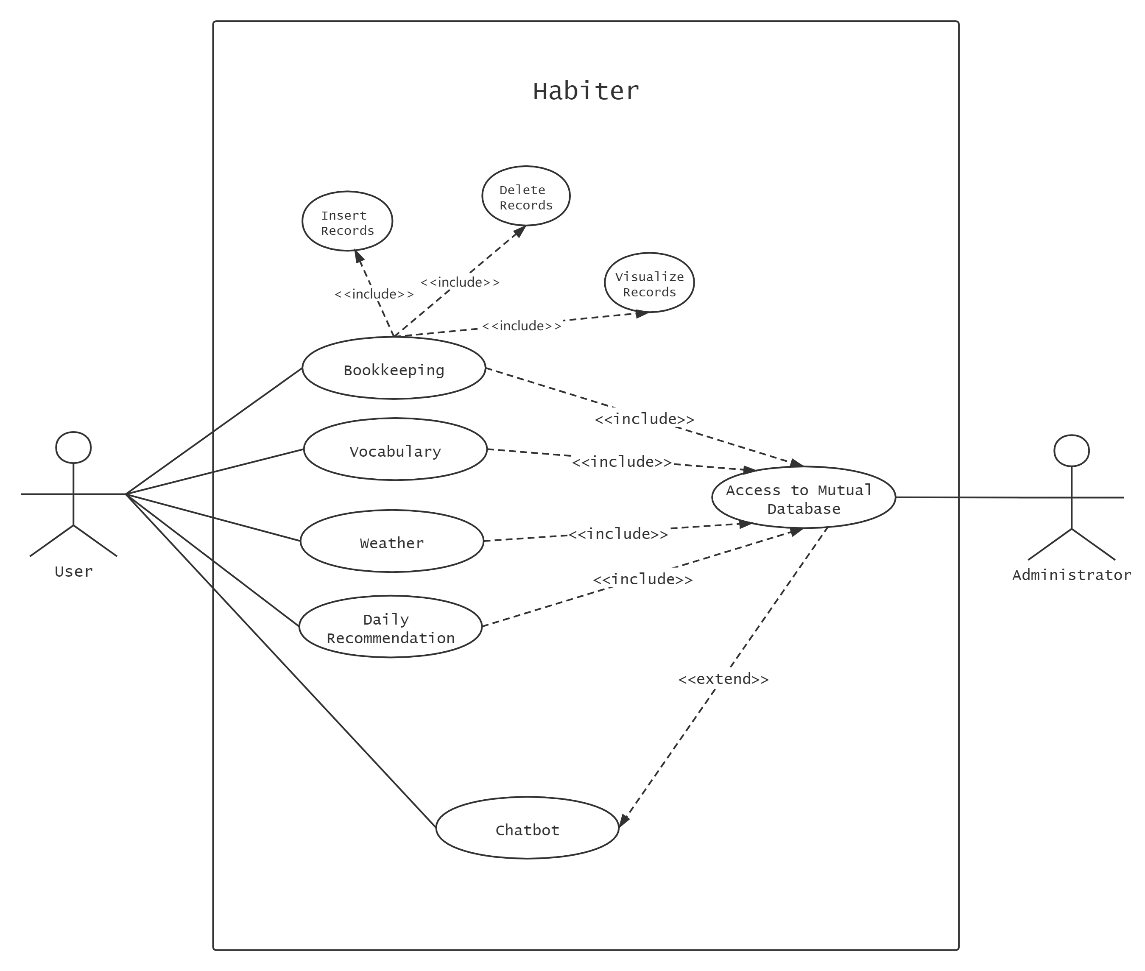 Habiter
Delete
Records
Insert
Records
Visualize
Records
<<include>>
<<include>>
<<include>>
Bookkeeping
<<include>>
Vocabulary
<<include>>
Access to Mutual
Database
Weather
<<include>>
<<include>>
Daily
Recommendation
User
Administrator
<<extend>>
Chatbot